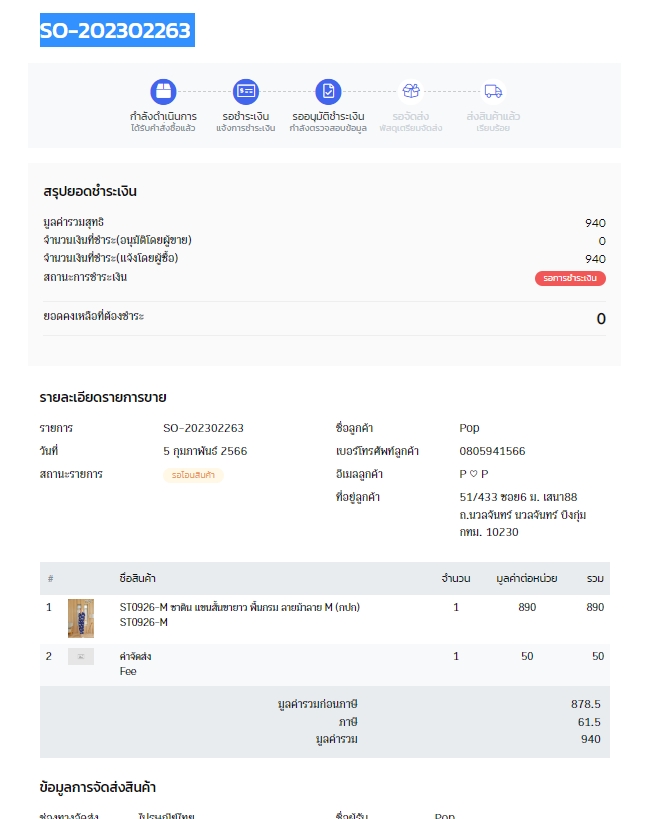 SO-202302263
กำลังดำเนินการ
ได้รับคำสั่งซื้อแล้ว
รอชำระเงิน
แจ้งการชำระเงิน
รออนุมัติชำระเงิน
กำลังตรวจสอบข้อมูล
รอจัดส่ง
พัสดุเตรียมจัดส่ง
ส่งสินค้าแล้ว
เรียบร้อย
สรุปยอดชำระเงิน
มูลค่ารวมสุทธิ 940
จำนวนเงินที่ชำระ(อนุมัติโดยผู้ขาย) 0
จำนวนเงินที่ชำระ(แจ้งโดยผู้ซื้อ) 940
สถานะการชำระเงิน รอการชำระเงิน
ยอดคงเหลือที่ต้องชำระ 0
รายละเอียดรายการขาย
รายการ SO-202302263
วันที่ 5 กุมภาพันธ์ 2566
สถานะรายการ รอโอนสินค้า
ชื่อลูกค้า Pop
เบอร์โทรศัพท์ลูกค้า 0805941566
อีเมลลูกค้า P ♡ P
ที่อยู่ลูกค้า 51/433 ซอย6 ม. เสนา88
ถ.นวลจันทร์ นวลจันทร์ บึงกุ่ม
กทม. 10230
# ชื่อสินค้า จำนวน มูลค่าต่อหน่วย รวม
1 ST0926-M ซาติน แขนสั้นขายาว พื้นกรม ลายม้าลาย M (กปก) 1 890 890
ST0926-M
2 ค่าจัดส่ง 1 50 50
Fee
มูลค่ารวมก่อนภาษี 878.5
ภาษี 61.5
มูลค่ารวม 940
ข้อมูลการจัดส่งสินค้า
ช่องทางจัดส่ง ไปรษณีย์ไทย ชื่อผู้รับ Pop